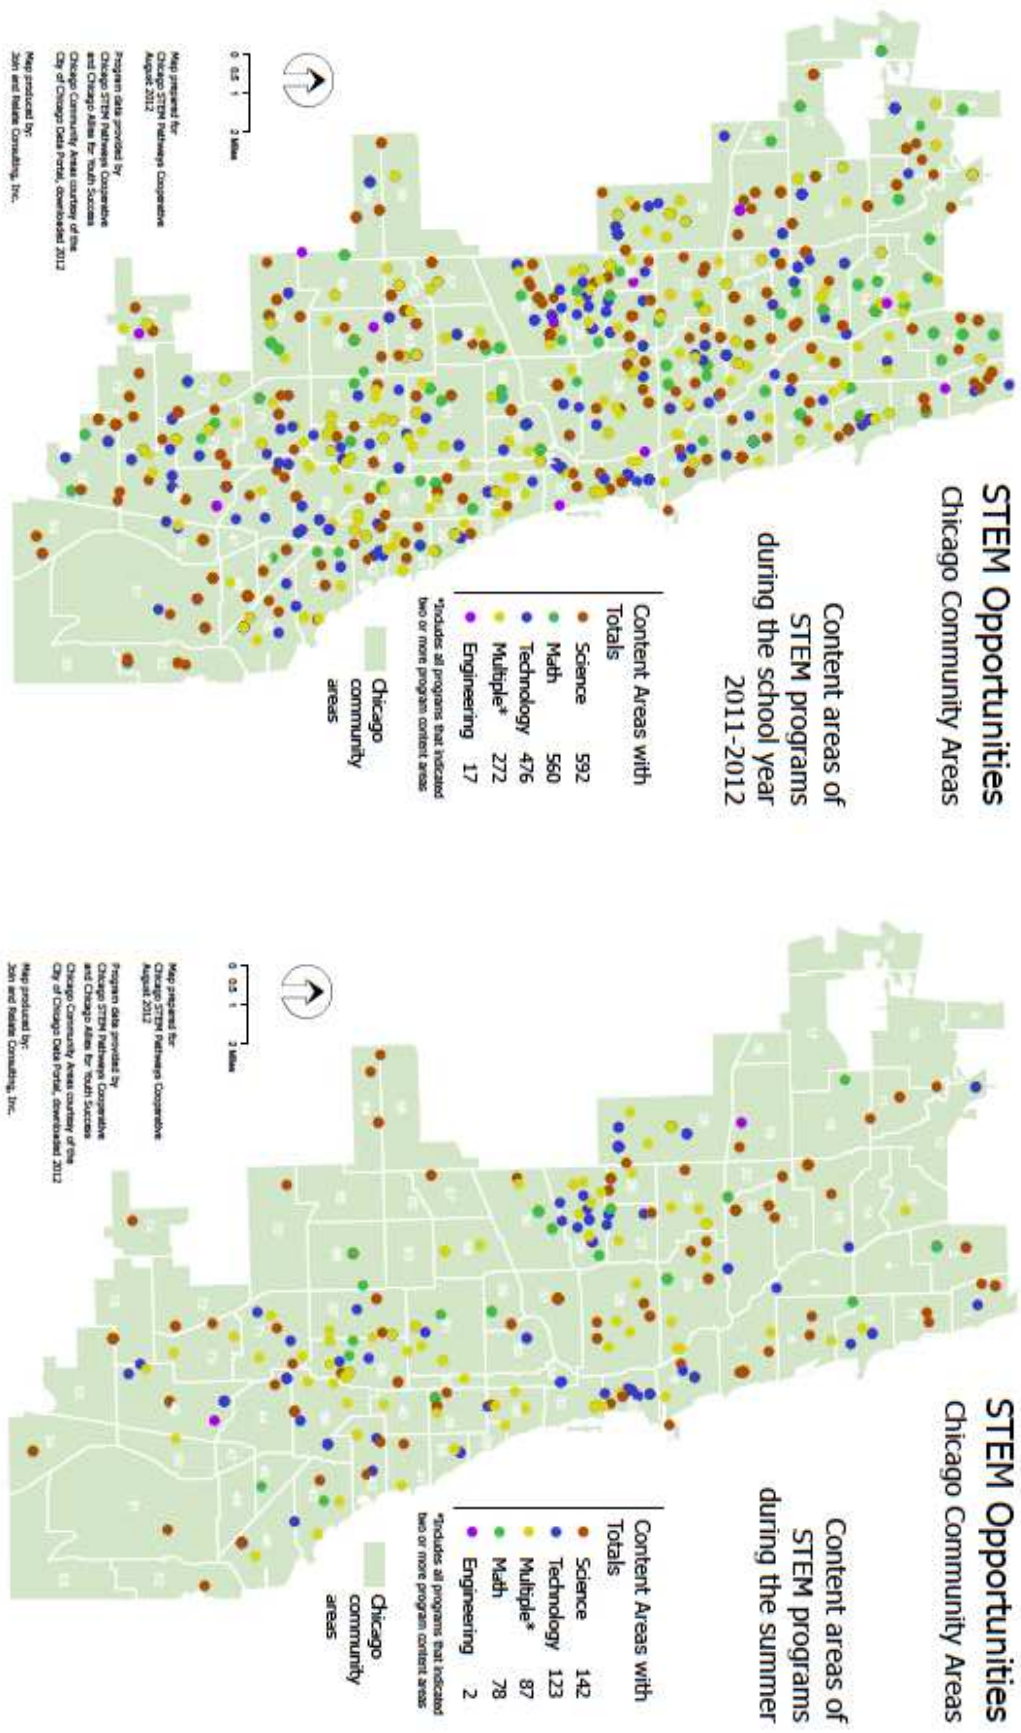 STEM Opportunities
Chicago Community Areas
Content areas of
STEM programs
during the school year
2011-2012
Content Areas with
Totals
Science 592
Math 560
Technology 476
Multiple* 272
Engineering 17
*Includes all programs that indicated
two or more program content areas
Chicago
community
areas
0 0.5 1 2 Miles
Map prepared for
Chicago STEM Pathways Cooperative
August 2012
Program data provided by
Chicago STEM Pathways Cooperative
and Chicago Allies for Youth Success
Chicago Community Areas courtesy of the
City of Chicago Data Portal, downloaded 2012
Map produced by:
Join and Relate Consulting, Inc.
STEM Opportunities
Chicago Community Areas
Content areas of
STEM programs
during the summer
Content Areas with
Totals
Science 142
Technology 123
Multiple* 87
Math 78
Engineering 2
*Includes all programs that indicated
two or more program content areas
Chicago
community
areas
0 0.5 1 2 Miles
Map prepared for
Chicago STEM Pathways Cooperative
August 2012
Program data provided by
Chicago STEM Pathways Cooperative
and Chicago Allies for Youth Success
Chicago Community Areas courtesy of the
City of Chicago Data Portal, downloaded 2012
Map produced by:
Join and Relate Consulting, Inc.